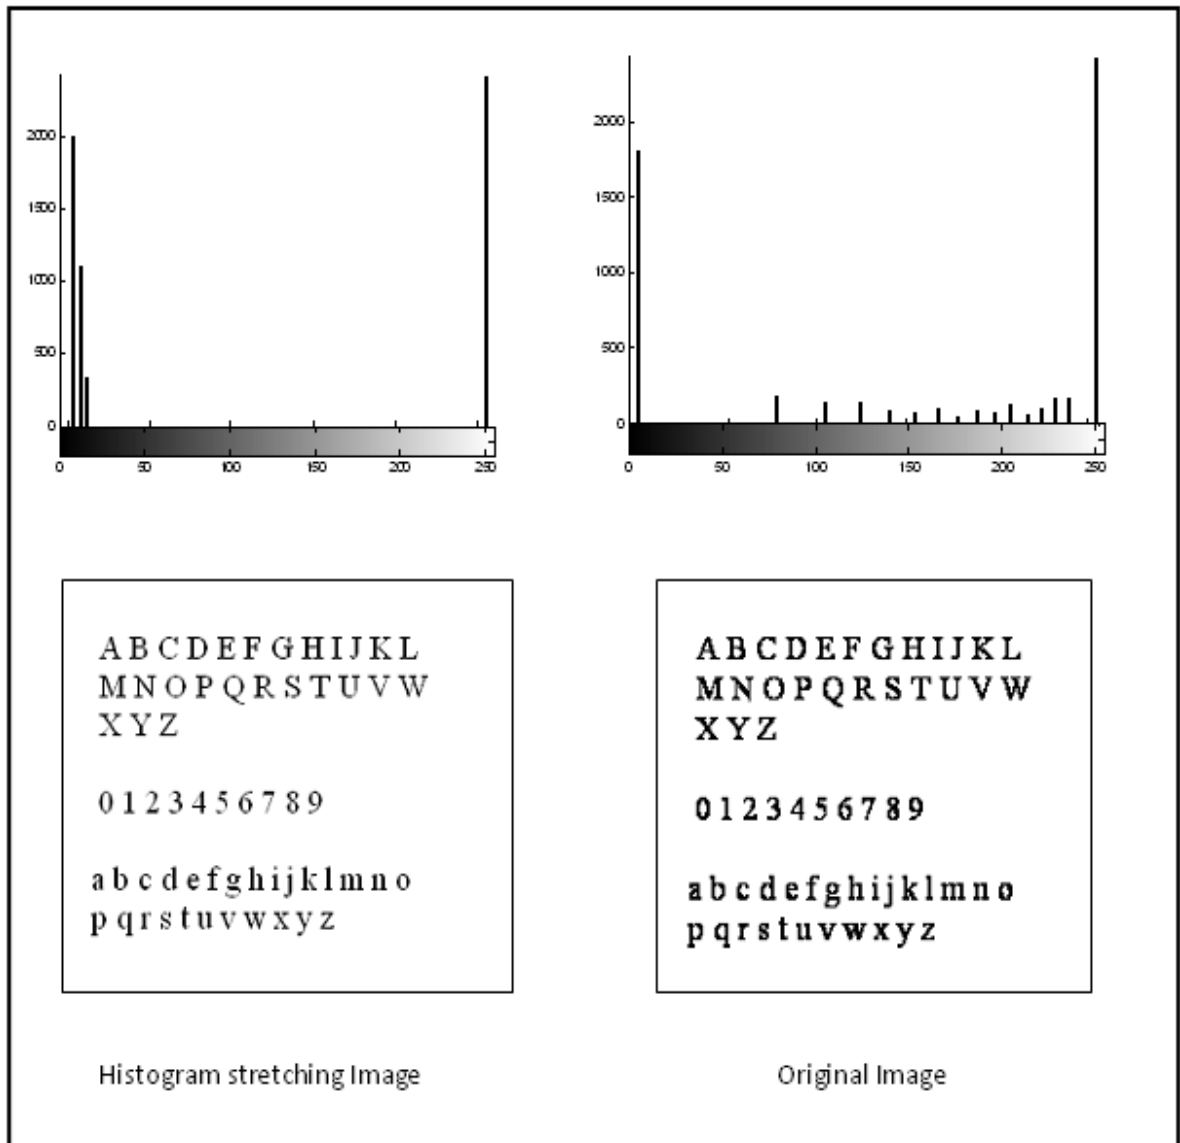 2000
1500
1000
500
0
0 50 100 150 200 250
2000
1500
1000
500
0
0 50 100 150 200 250
A B C D E F G H I J K L
M N O P Q R S T U V W
X Y Z
0 1 2 3 4 5 6 7 8 9
a b c d e f g h i j k l m n o
p q r s t u v w x y z
A B C D E F G H I J K L
M N O P Q R S T U V W
X Y Z
0 1 2 3 4 5 6 7 8 9
a b c d e f g h i j k l m n o
p q r s t u v w x y z
Histogram stretching Image
Original Image